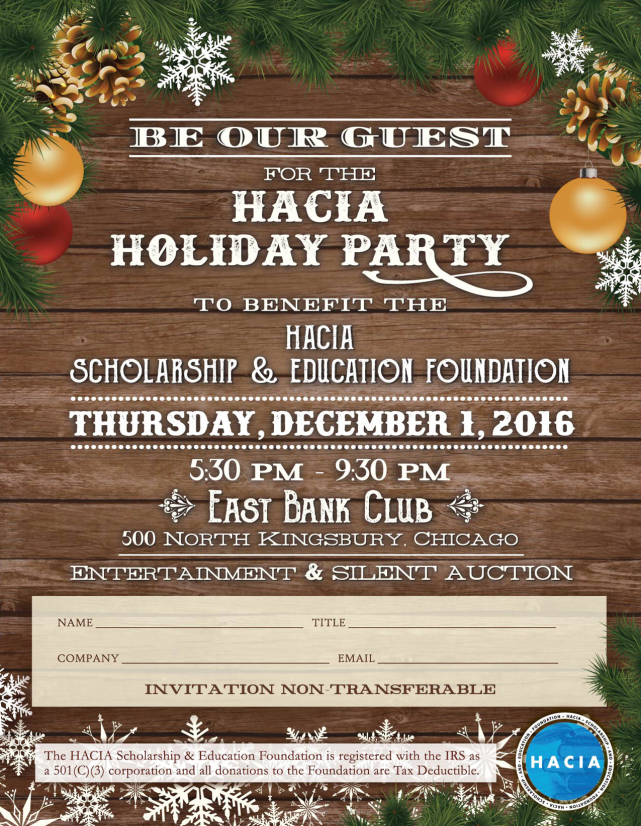 BE OUR GUEST
FOR THE
HACIA
HOLIDAY PARTY
TO BENEFIT THE
HACIA
SCHOLARSHIP & EDUCATION FOUNDATION
THURSDAY, DECEMBER 1, 2016
5:30 PM - 9:30 PM
EAST BANK CLUB
500 NORTH KINGSBURY, CHICAGO
ENTERTAINMENT & SILENT AUCTION
NAME TITLE
COMPANY EMAIL
INVITATION NON-TRANSFERABLE
The HACIA Scholarship & Education Foundation is registered with the IRS as
a 501(C)(3) corporation and all donations to the Foundation are Tax Deductible.
HACIA